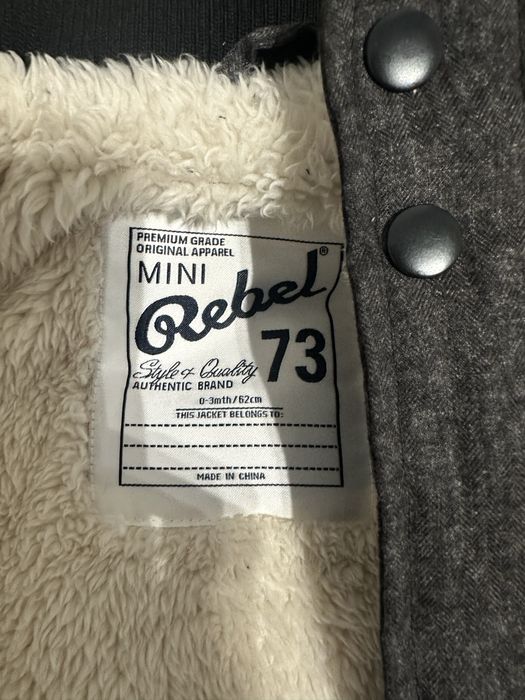 PREMIUM GRADE
ORIGINAL APPAREL
MINI
Rebel®
73
Style & Quality
AUTHENTIC BRAND
0-3mth/62cm
THIS JACKET BELONGS TO:
MADE IN CHINA